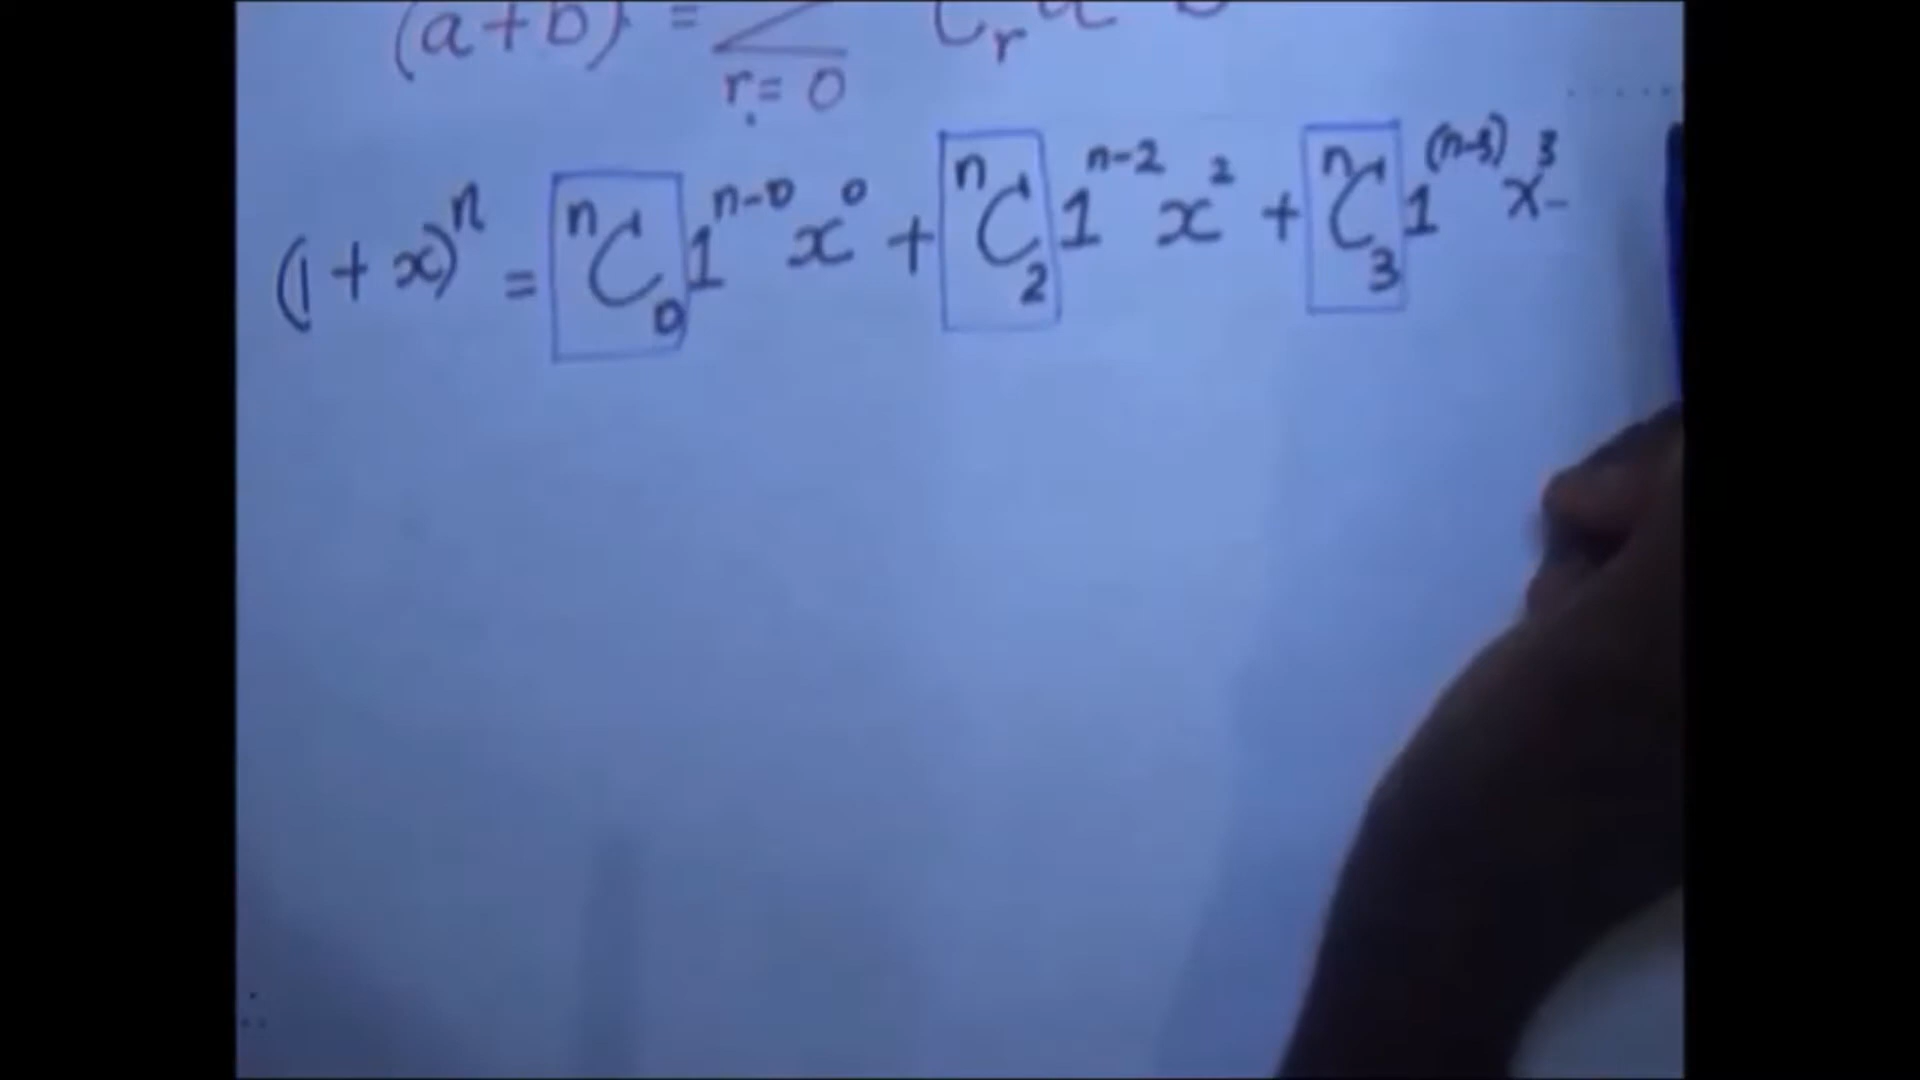 (a+b) = ∑ C_r a
r=0
(1+x)^n = ^nC_0 1^{n-0} x^0 + ^nC_2 1^{n-2} x^2 + ^nC_3 1^{(n-3)} x^3 -